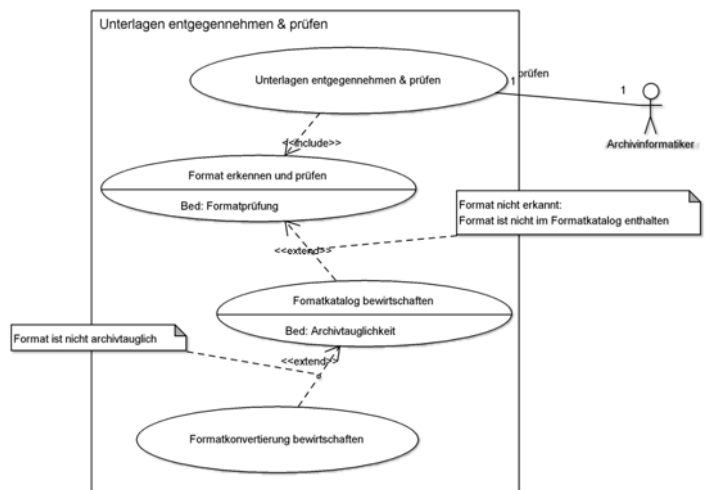 Unterlagen entgegennehmen & prüfen
Unterlagen entgegennehmen & prüfen
1
prüfen
1
Archivinformatiker
<<include>>
Format erkennen und prüfen
Bed: Formatprüfung
Format nicht erkannt:
Format ist nicht im Formatkatalog enthalten
<<extend>>
Fomatkatalog bewirtschaften
Bed: Archivtauglichkeit
Format ist nicht archivtauglich
<<extend>>
Formatkonvertierung bewirtschaften